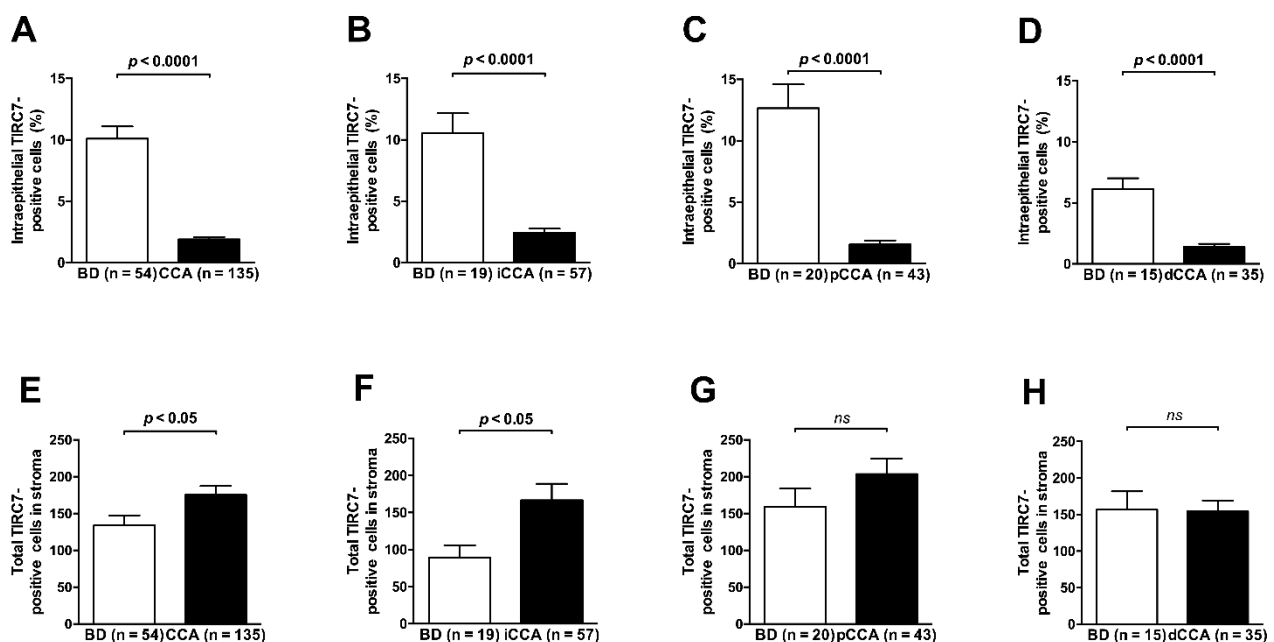 A
p < 0.0001
Intraepithelial TIRC7-
positive cells (%)
15
10
5
0
BD (n = 54) CCA (n = 135)
B
p < 0.0001
Intraepithelial TIRC7-
positive cells (%)
15
10
5
0
BD (n = 19) iCCA (n = 57)
C
p < 0.0001
Intraepithelial TIRC7-
positive cells (%)
15
10
5
0
BD (n = 20) pCCA (n = 43)
D
p < 0.0001
Intraepithelial TIRC7-
positive cells (%)
15
10
5
0
BD (n = 15) dCCA (n = 35)
E
p < 0.05
Total TIRC7-
positive cells in stroma
250
200
150
100
50
0
BD (n = 54) CCA (n = 135)
F
p < 0.05
Total TIRC7-
positive cells in stroma
250
200
150
100
50
0
BD (n = 19) iCCA (n = 57)
G
ns
Total TIRC7-
positive cells in stroma
250
200
150
100
50
0
BD (n = 20) pCCA (n = 43)
H
ns
Total TIRC7-
positive cells in stroma
250
200
150
100
50
0
BD (n = 15) dCCA (n = 35)